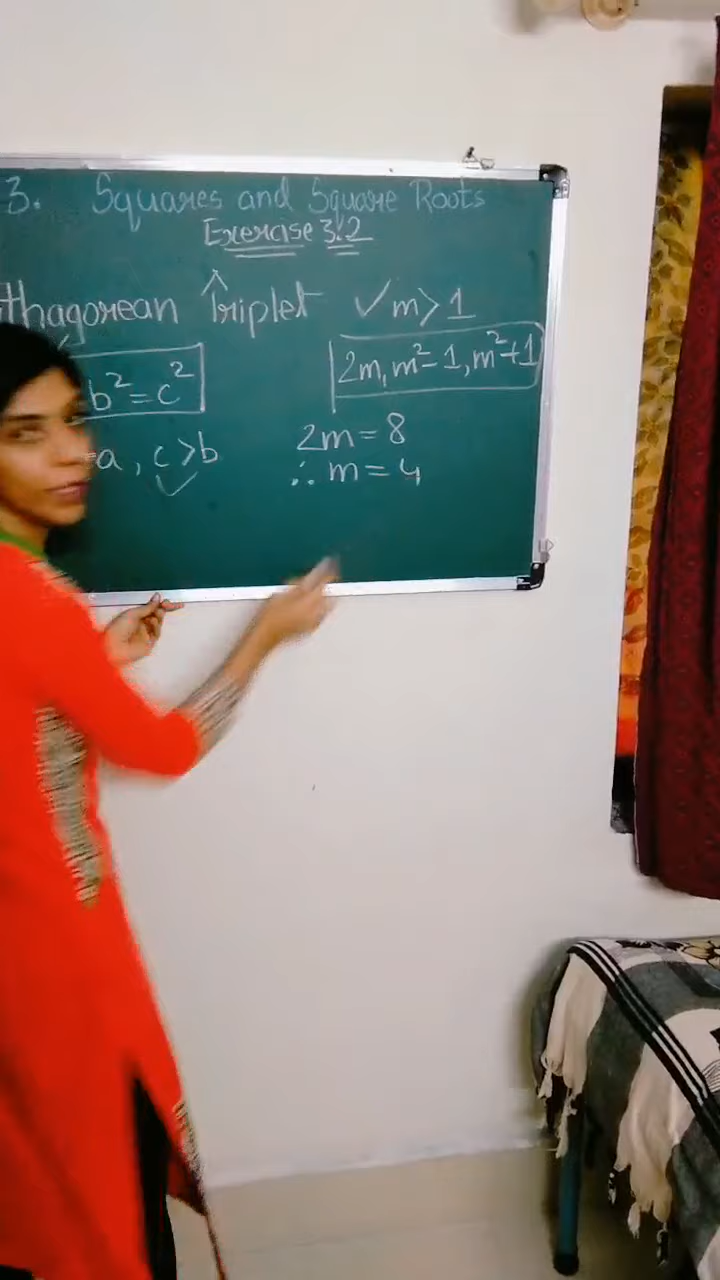 3. Squares and Square Roots
Exercise 3.2
thagorean Triplet ✓ m > 1
b² = c²
2m, m² - 1, m² + 1
a, c > b
2m = 8
∴ m = 4